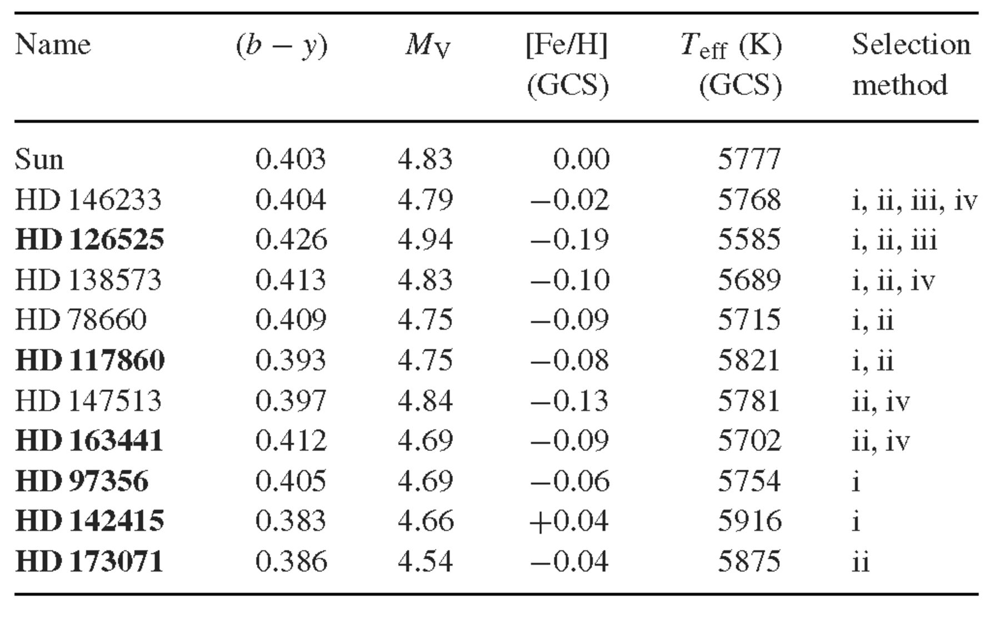 Name (b − y) M_V [Fe/H] T_eff (K) Selection
(GCS) (GCS) method
Sun 0.403 4.83 0.00 5777
HD 146233 0.404 4.79 −0.02 5768 i, ii, iii, iv
HD 126525 0.426 4.94 −0.19 5585 i, ii, iii
HD 138573 0.413 4.83 −0.10 5689 i, ii, iv
HD 78660 0.409 4.75 −0.09 5715 i, ii
HD 117860 0.393 4.75 −0.08 5821 i, ii
HD 147513 0.397 4.84 −0.13 5781 ii, iv
HD 163441 0.412 4.69 −0.09 5702 ii, iv
HD 97356 0.405 4.69 −0.06 5754 i
HD 142415 0.383 4.66 +0.04 5916 i
HD 173071 0.386 4.54 −0.04 5875 ii